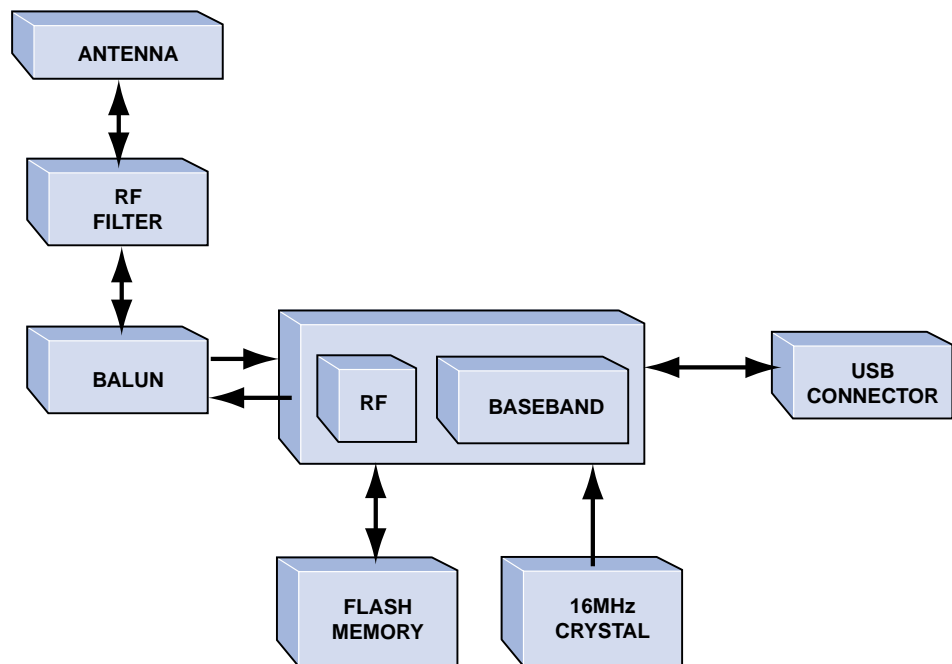 ANTENNA
RF
FILTER
BALUN
RF
BASEBAND
USB
CONNECTOR
FLASH
MEMORY
16MHz
CRYSTAL